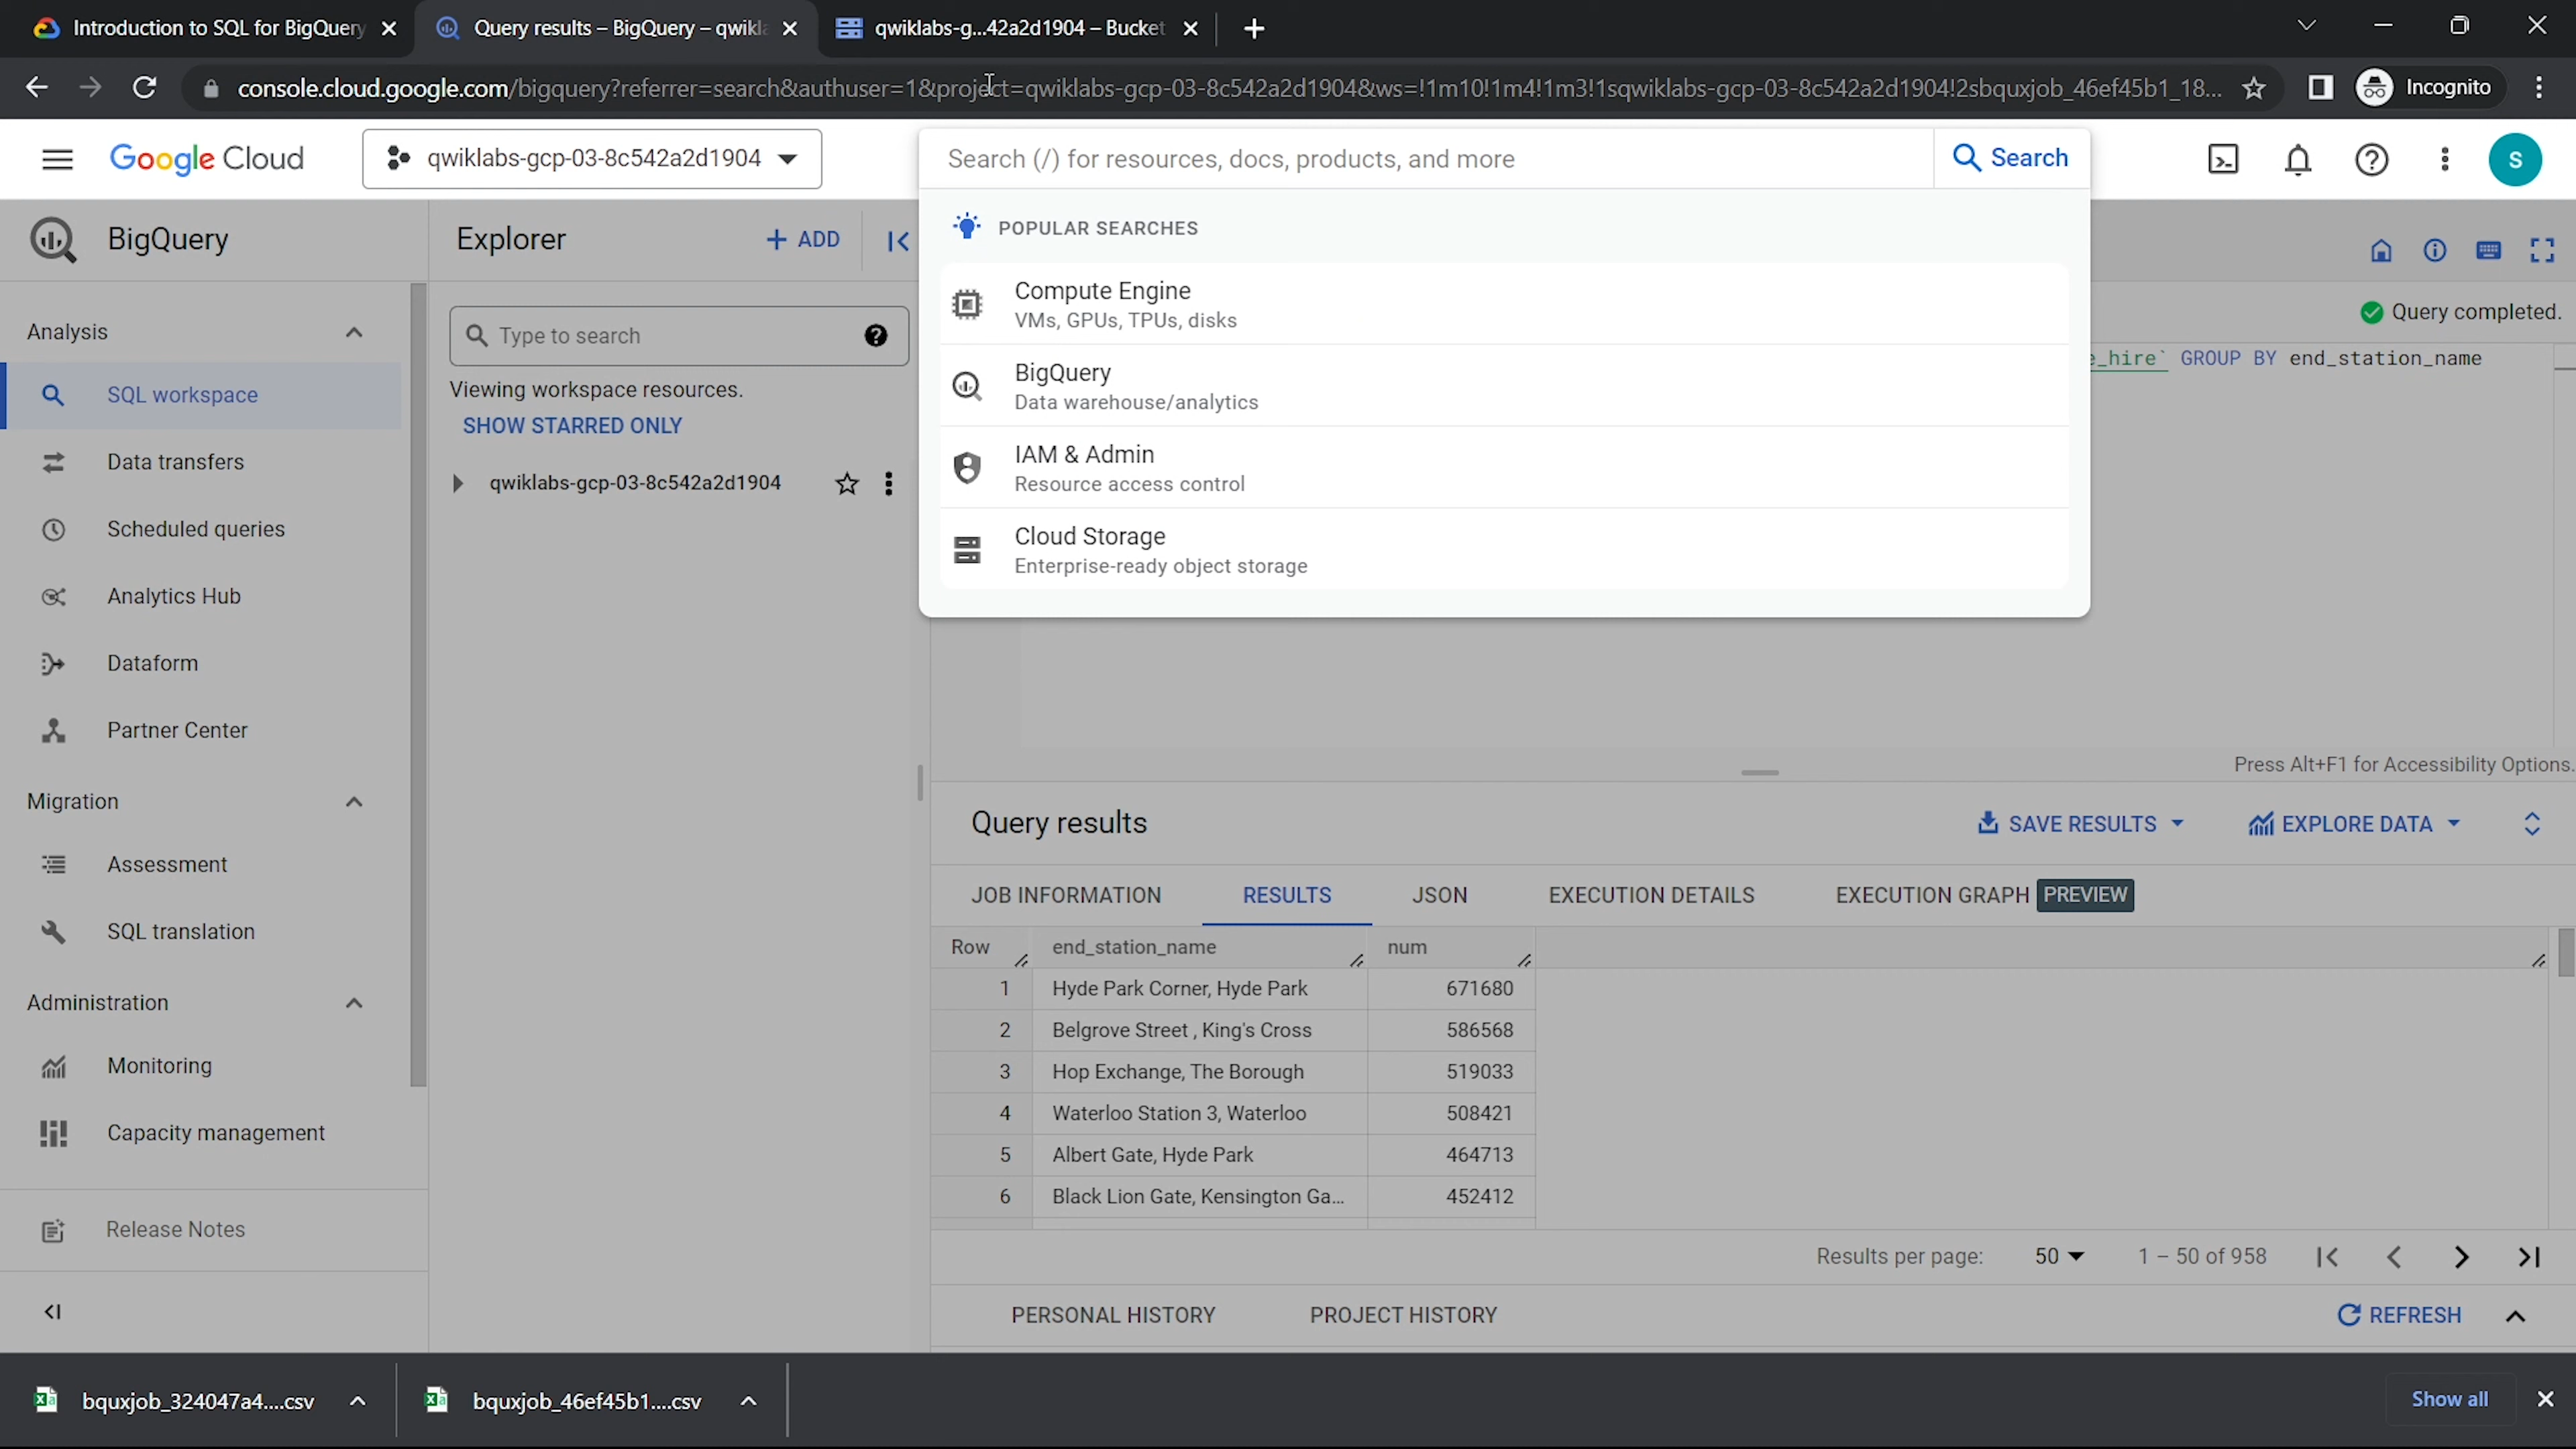 Introduction to SQL for BigQuery
Query results – BigQuery – qwikla
qwiklabs-g...42a2d1904 – Bucket
console.cloud.google.com/bigquery?referrer=search&authuser=1&project=qwiklabs-gcp-03-8c542a2d1904&ws=!1m10!1m4!1m3!1sqwiklabs-gcp-03-8c542a2d1904!2sbquxjob_46ef45b1_18...
Incognito
Google Cloud
qwiklabs-gcp-03-8c542a2d1904
Search (/) for resources, docs, products, and more
Search
S
BigQuery
Analysis
SQL workspace
Data transfers
Scheduled queries
Analytics Hub
Dataform
Partner Center
Migration
Assessment
SQL translation
Administration
Monitoring
Capacity management
Release Notes
Explorer
ADD
Type to search
Viewing workspace resources.
SHOW STARRED ONLY
qwiklabs-gcp-03-8c542a2d1904
POPULAR SEARCHES
Compute Engine
VMs, GPUs, TPUs, disks
BigQuery
Data warehouse/analytics
IAM & Admin
Resource access control
Cloud Storage
Enterprise-ready object storage
Query completed.
e_hire` GROUP BY end_station_name
Press Alt+F1 for Accessibility Options.
Query results
SAVE RESULTS
EXPLORE DATA
JOB INFORMATION RESULTS JSON EXECUTION DETAILS EXECUTION GRAPH PREVIEW
Row end_station_name num
1 Hyde Park Corner, Hyde Park 671680
2 Belgrove Street , King's Cross 586568
3 Hop Exchange, The Borough 519033
4 Waterloo Station 3, Waterloo 508421
5 Albert Gate, Hyde Park 464713
6 Black Lion Gate, Kensington Ga... 452412
Results per page: 50 1 – 50 of 958
PERSONAL HISTORY PROJECT HISTORY REFRESH
bquxjob_324047a4....csv
bquxjob_46ef45b1....csv
Show all